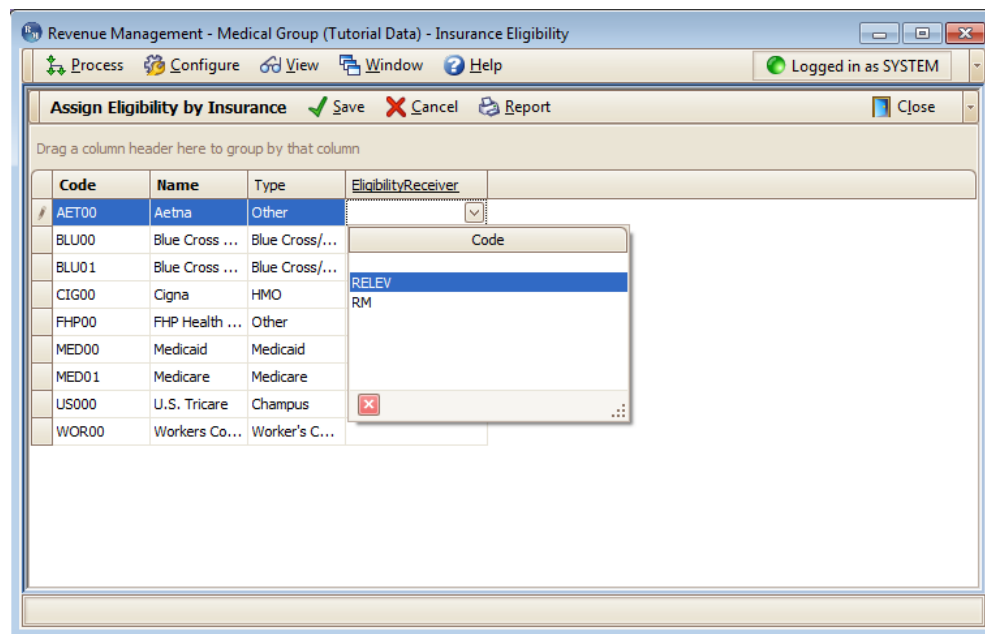 Revenue Management - Medical Group (Tutorial Data) - Insurance Eligibility
Process Configure View Window Help Logged in as SYSTEM
Assign Eligibility by Insurance Save Cancel Report Close
Drag a column header here to group by that column
Code Name Type EligibilityReceiver
AET00 Aetna Other
Code
BLU00 Blue Cross ... Blue Cross/...
BLU01 Blue Cross ... Blue Cross/...
RELEV
CIG00 Cigna HMO
RM
FHP00 FHP Health ... Other
MED00 Medicaid Medicaid
MED01 Medicare Medicare
US000 U.S. Tricare Champus
WOR00 Workers Co... Worker's C...